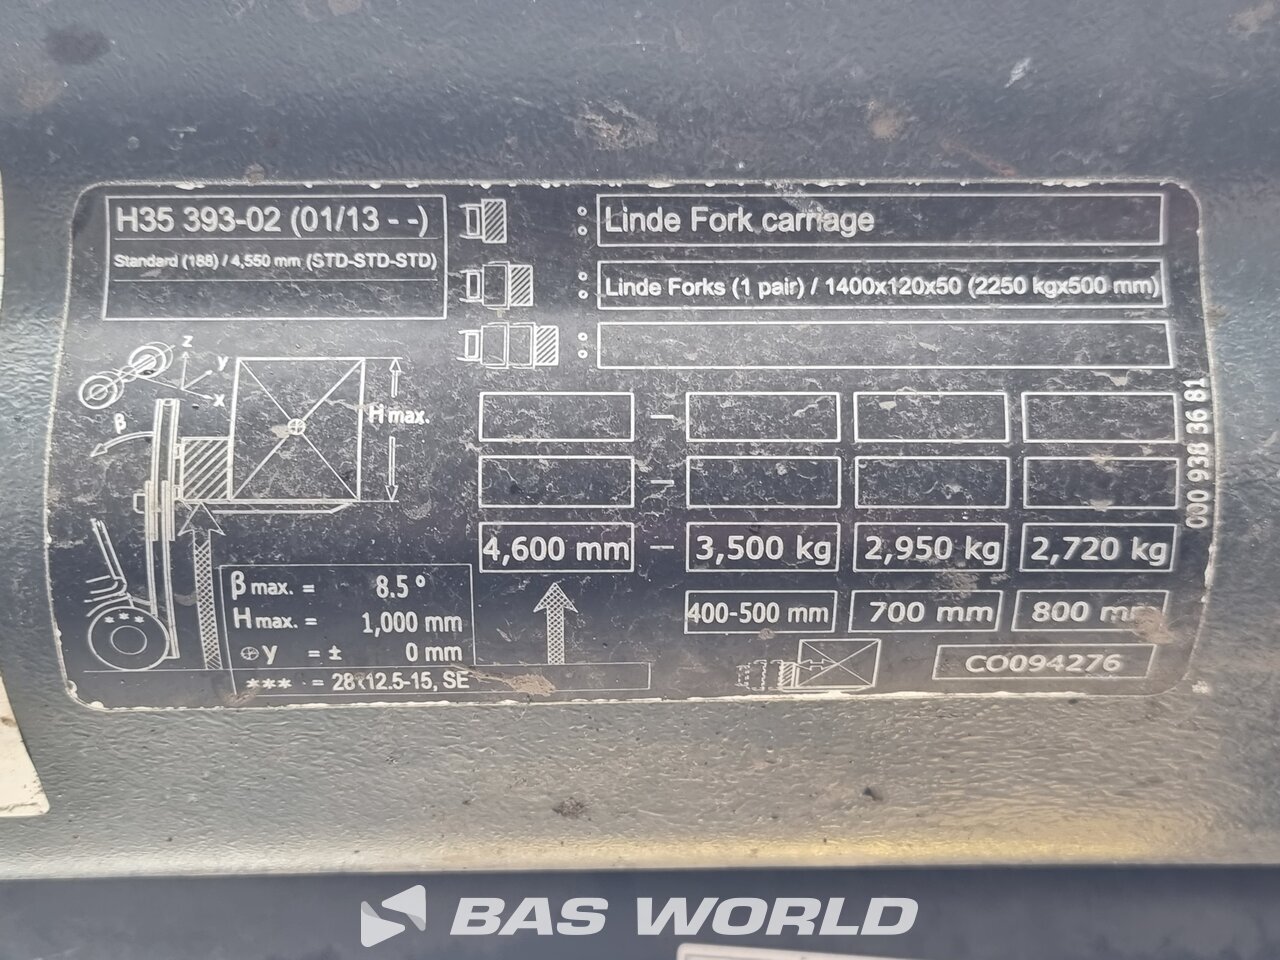 H35 393-02 (01/13 - -)
Standard (188) / 4,550 mm (STD-STD-STD)
: Linde Fork carriage
: Linde Forks (1 pair) / 1400x120x50 (2250 kgx500 mm)
:
z
y
x
β
H max.
000 938 36 81
4,600 mm — 3,500 kg 2,950 kg 2,720 kg
400-500 mm 700 mm 800 mm
β max. = 8.5°
H max. = 1,000 mm
y = ± 0 mm
*** = 28x12.5-15, SE
***
CO094276
BAS WORLD